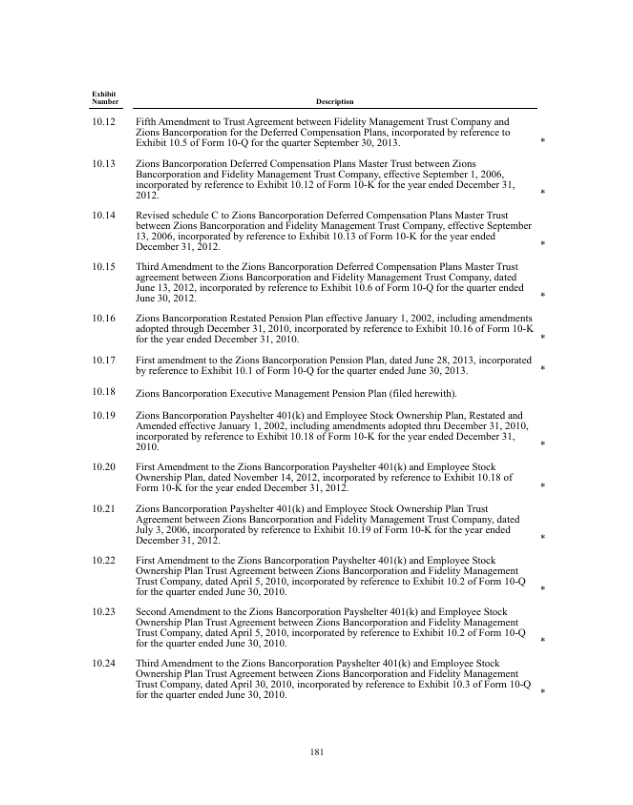 Exhibit
Number
Description
10.12 Fifth Amendment to Trust Agreement between Fidelity Management Trust Company and
Zions Bancorporation for the Deferred Compensation Plans, incorporated by reference to
Exhibit 10.5 of Form 10-Q for the quarter September 30, 2013. *
10.13 Zions Bancorporation Deferred Compensation Plans Master Trust between Zions
Bancorporation and Fidelity Management Trust Company, effective September 1, 2006,
incorporated by reference to Exhibit 10.12 of Form 10-K for the year ended December 31,
2012. *
10.14 Revised schedule C to Zions Bancorporation Deferred Compensation Plans Master Trust
between Zions Bancorporation and Fidelity Management Trust Company, effective September
13, 2006, incorporated by reference to Exhibit 10.13 of Form 10-K for the year ended
December 31, 2012. *
10.15 Third Amendment to the Zions Bancorporation Deferred Compensation Plans Master Trust
agreement between Zions Bancorporation and Fidelity Management Trust Company, dated
June 13, 2012, incorporated by reference to Exhibit 10.6 of Form 10-Q for the quarter ended
June 30, 2012. *
10.16 Zions Bancorporation Restated Pension Plan effective January 1, 2002, including amendments
adopted through December 31, 2010, incorporated by reference to Exhibit 10.16 of Form 10-K
for the year ended December 31, 2010. *
10.17 First amendment to the Zions Bancorporation Pension Plan, dated June 28, 2013, incorporated
by reference to Exhibit 10.1 of Form 10-Q for the quarter ended June 30, 2013. *
10.18 Zions Bancorporation Executive Management Pension Plan (filed herewith).
10.19 Zions Bancorporation Payshelter 401(k) and Employee Stock Ownership Plan, Restated and
Amended effective January 1, 2002, including amendments adopted thru December 31, 2010,
incorporated by reference to Exhibit 10.18 of Form 10-K for the year ended December 31,
2010. *
10.20 First Amendment to the Zions Bancorporation Payshelter 401(k) and Employee Stock
Ownership Plan, dated November 14, 2012, incorporated by reference to Exhibit 10.18 of
Form 10-K for the year ended December 31, 2012. *
10.21 Zions Bancorporation Payshelter 401(k) and Employee Stock Ownership Plan Trust
Agreement between Zions Bancorporation and Fidelity Management Trust Company, dated
July 3, 2006, incorporated by reference to Exhibit 10.19 of Form 10-K for the year ended
December 31, 2012. *
10.22 First Amendment to the Zions Bancorporation Payshelter 401(k) and Employee Stock
Ownership Plan Trust Agreement between Zions Bancorporation and Fidelity Management
Trust Company, dated April 5, 2010, incorporated by reference to Exhibit 10.2 of Form 10-Q
for the quarter ended June 30, 2010. *
10.23 Second Amendment to the Zions Bancorporation Payshelter 401(k) and Employee Stock
Ownership Plan Trust Agreement between Zions Bancorporation and Fidelity Management
Trust Company, dated April 5, 2010, incorporated by reference to Exhibit 10.2 of Form 10-Q
for the quarter ended June 30, 2010. *
10.24 Third Amendment to the Zions Bancorporation Payshelter 401(k) and Employee Stock
Ownership Plan Trust Agreement between Zions Bancorporation and Fidelity Management
Trust Company, dated April 30, 2010, incorporated by reference to Exhibit 10.3 of Form 10-Q
for the quarter ended June 30, 2010. *
181